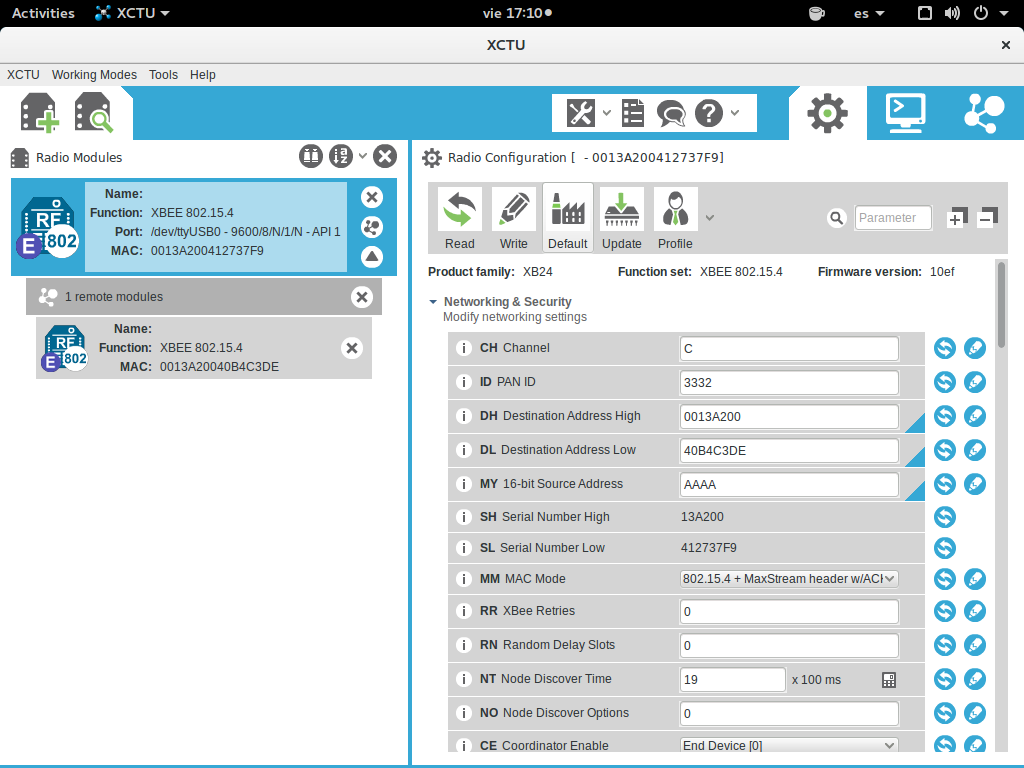 Activities XCTU vie 17:10 es
XCTU
XCTU Working Modes Tools Help
Radio Modules
Name:
Function: XBEE 802.15.4
Port: /dev/ttyUSB0 - 9600/8/N/1/N - API 1
MAC: 0013A200412737F9
RF
E 802
1 remote modules
Name:
Function: XBEE 802.15.4
MAC: 0013A20040B4C3DE
RF
E 802
Radio Configuration [ - 0013A200412737F9]
Read Write Default Update Profile
Parameter
Product family: XB24 Function set: XBEE 802.15.4 Firmware version: 10ef
Networking & Security
Modify networking settings
i CH Channel C
i ID PAN ID 3332
i DH Destination Address High 0013A200
i DL Destination Address Low 40B4C3DE
i MY 16-bit Source Address AAAA
i SH Serial Number High 13A200
i SL Serial Number Low 412737F9
i MM MAC Mode 802.15.4 + MaxStream header w/ACK
i RR XBee Retries 0
i RN Random Delay Slots 0
i NT Node Discover Time 19 x 100 ms
i NO Node Discover Options 0
i CE Coordinator Enable End Device [0]